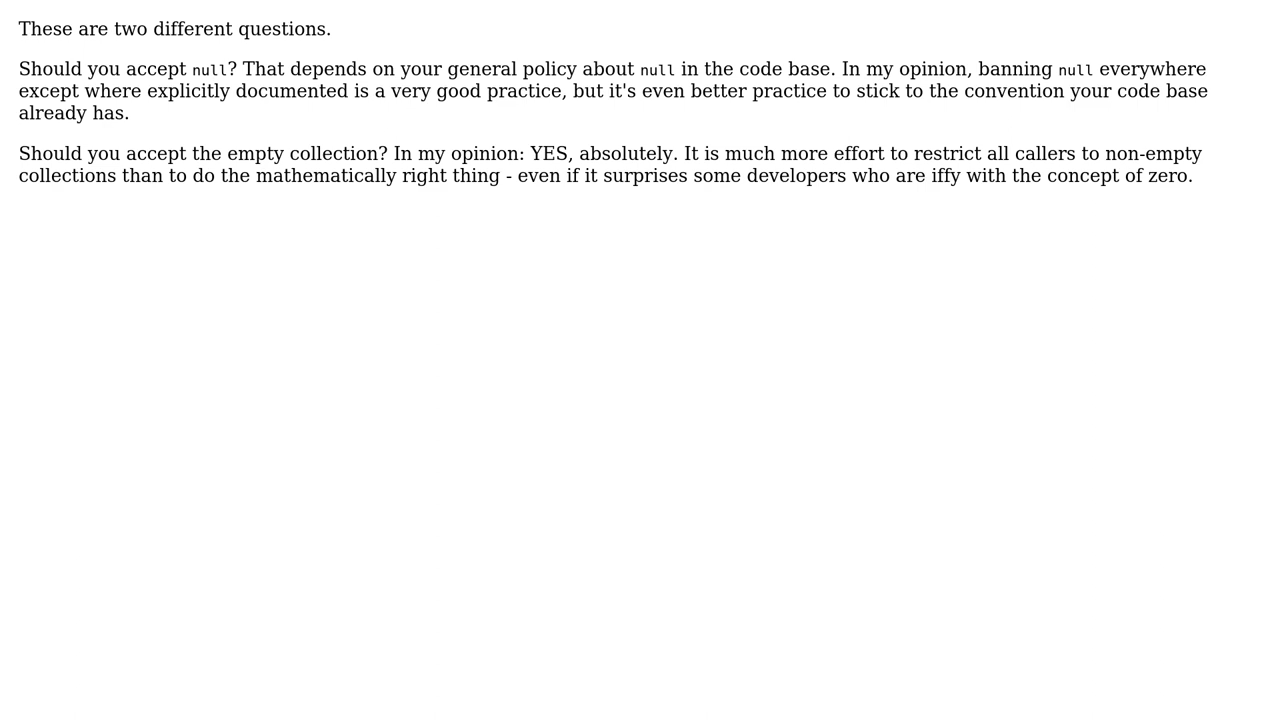 These are two different questions.
Should you accept null? That depends on your general policy about null in the code base. In my opinion, banning null everywhere
except where explicitly documented is a very good practice, but it's even better practice to stick to the convention your code base
already has.
Should you accept the empty collection? In my opinion: YES, absolutely. It is much more effort to restrict all callers to non-empty
collections than to do the mathematically right thing - even if it surprises some developers who are iffy with the concept of zero.